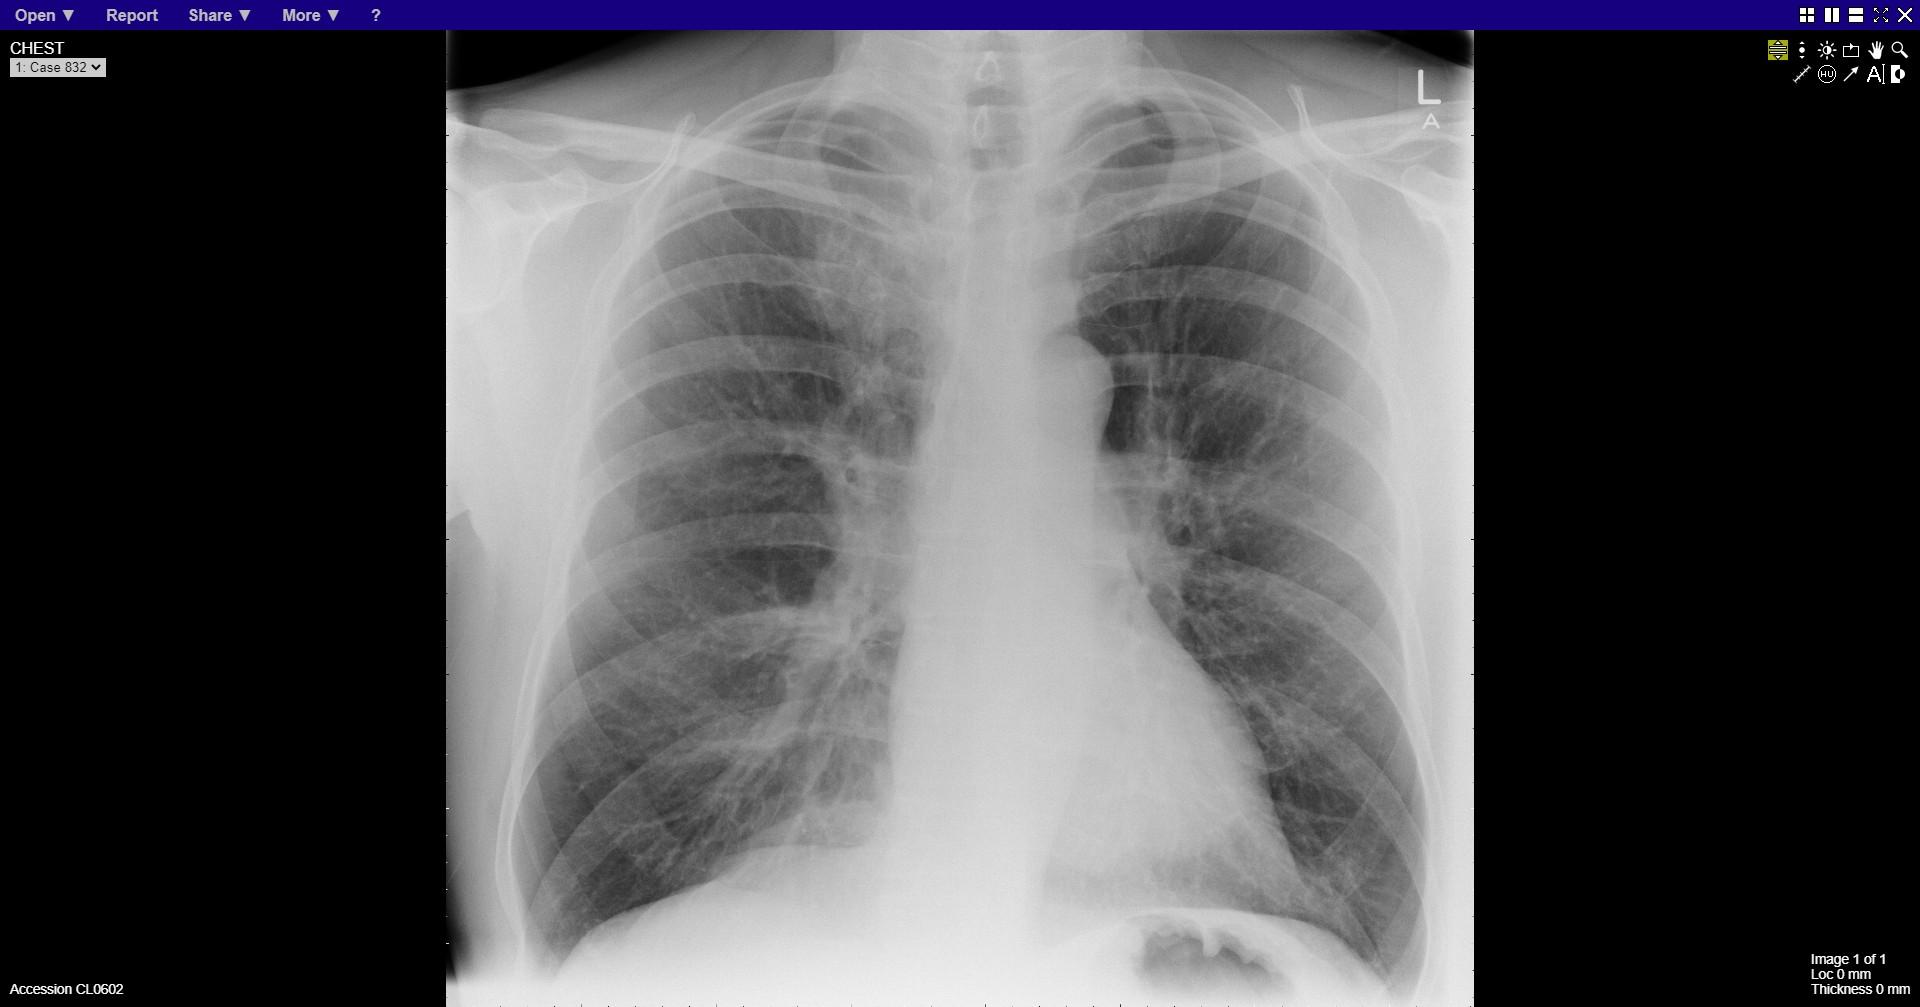 Open ▼ Report Share ▼ More ▼ ?
CHEST
1: Case 832
HU
A
L
A
Image 1 of 1
Loc 0 mm
Thickness 0 mm
Accession CL0602